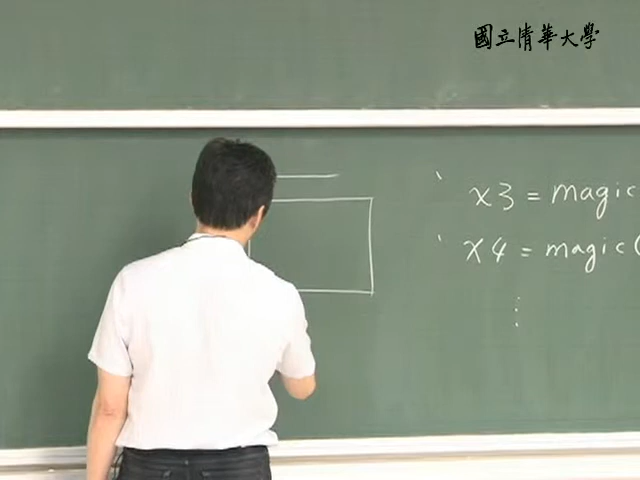 國立清華大學
x3 = magic
x4 = magic(
⋮